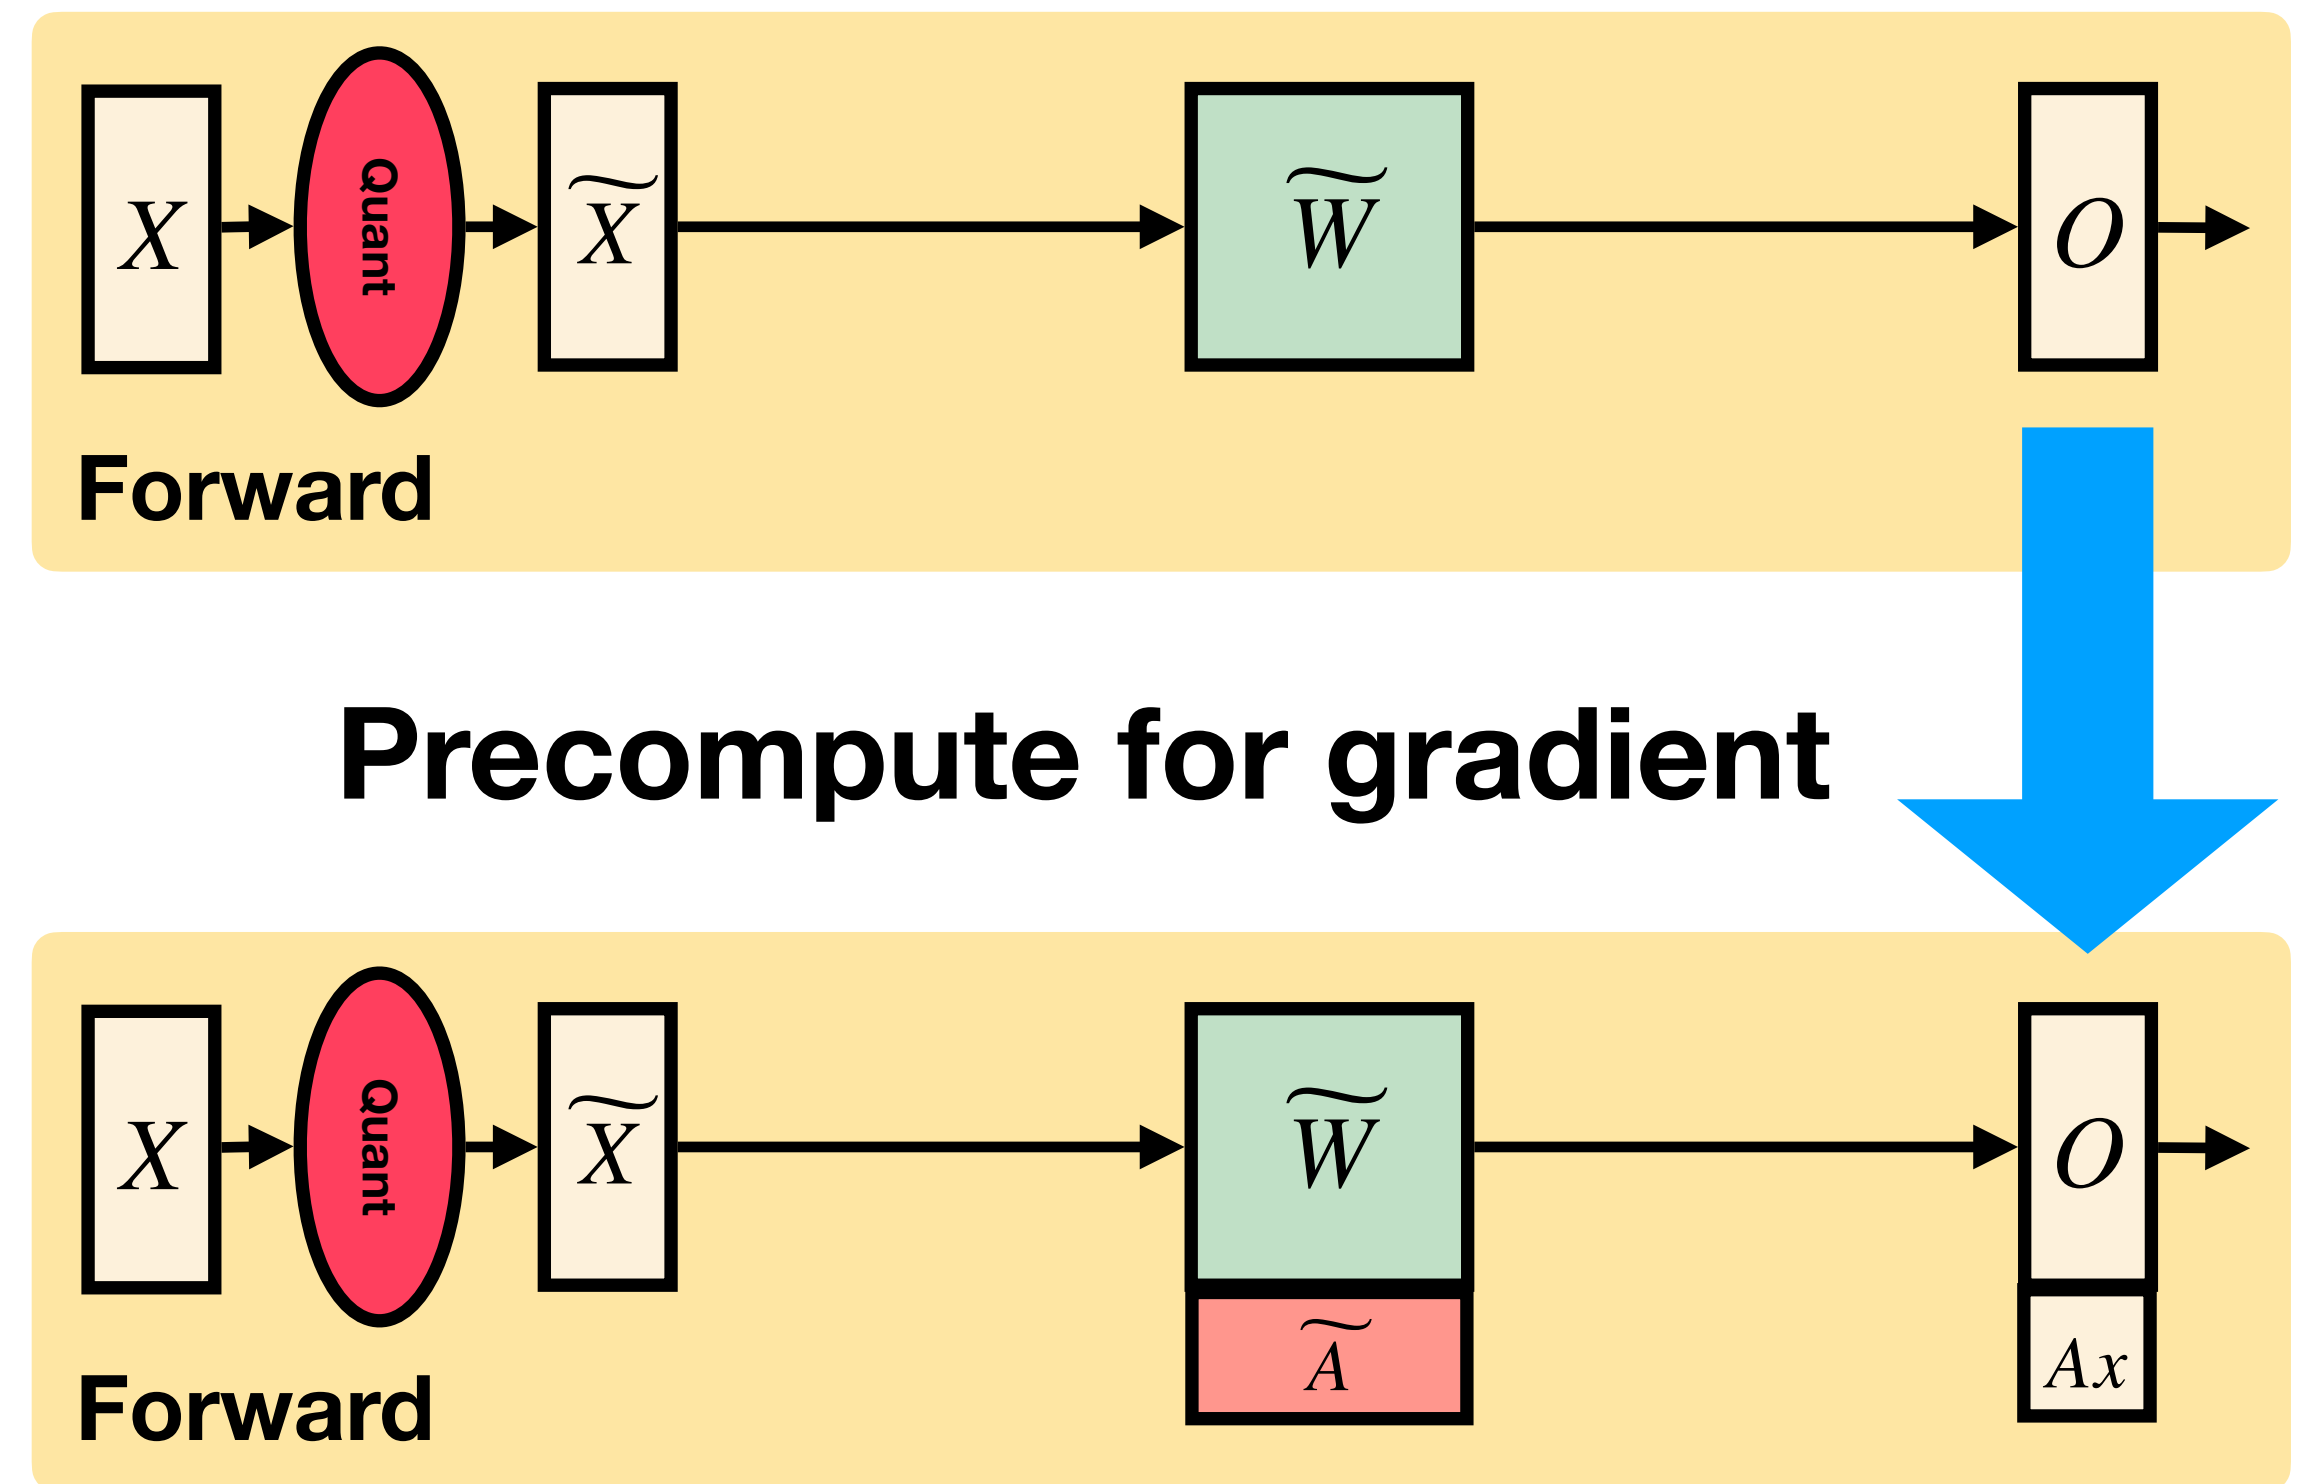 X Quant X̃ W̃ O
Forward
Precompute for gradient
X Quant X̃ W̃ O
Ã Ax
Forward